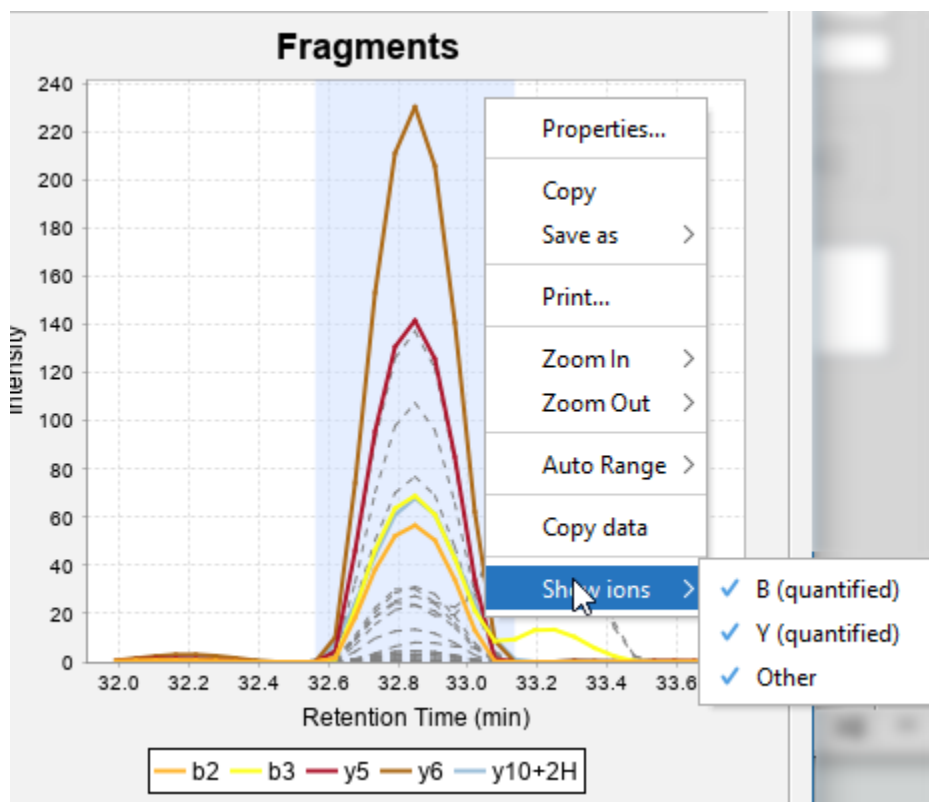 Fragments
240
220
200
180
160
140
120
100
80
60
40
20
0
Intensity
32.0 32.2 32.4 32.6 32.8 33.0 33.2 33.4 33.6
Retention Time (min)
b2 b3 y5 y6 y10+2H
Properties...
Copy
Save as
Print...
Zoom In
Zoom Out
Auto Range
Copy data
Show ions
B (quantified)
Y (quantified)
Other